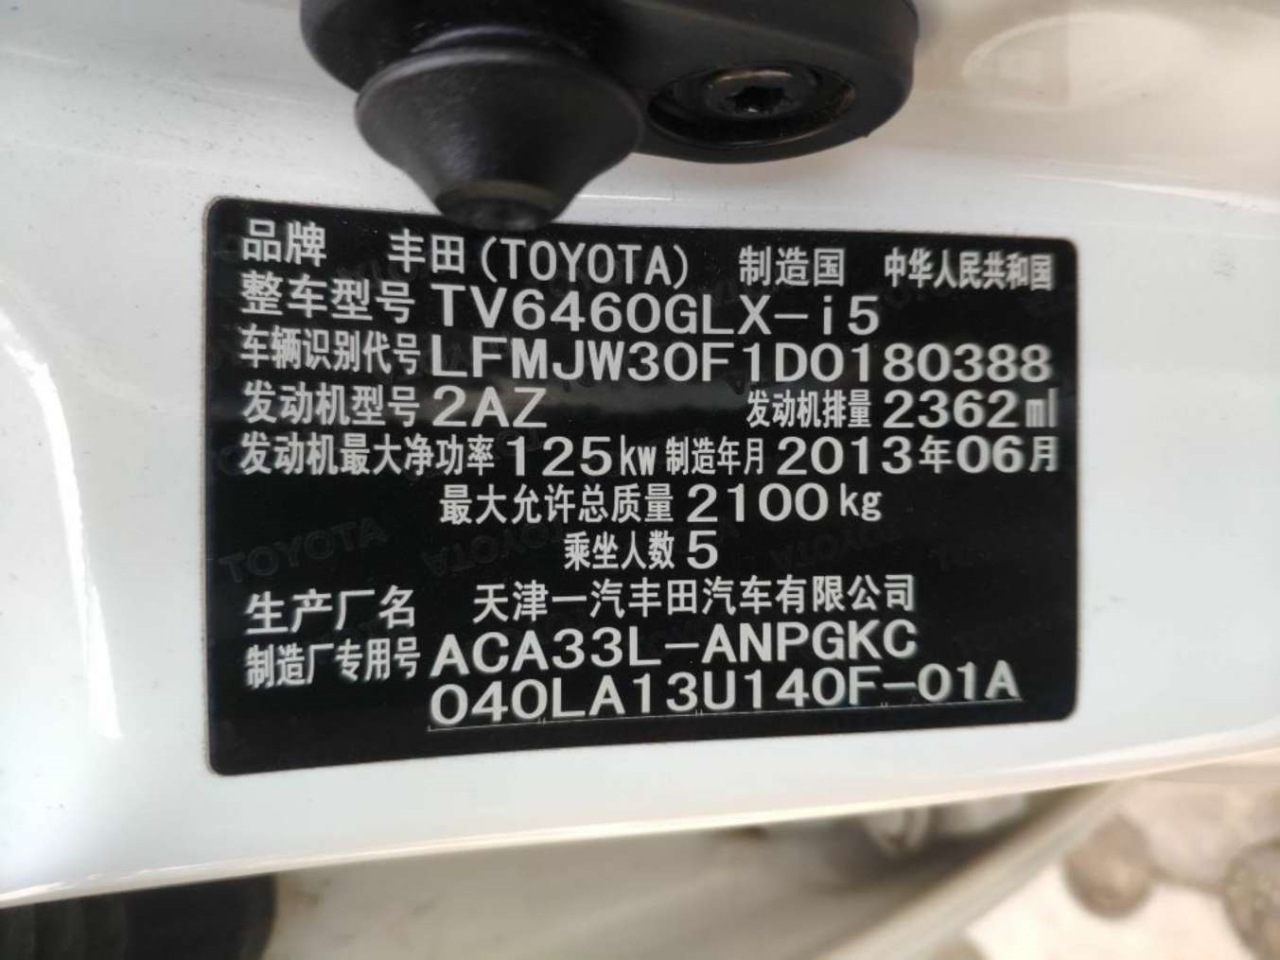 品牌 丰田(TOYOTA) 制造国 中华人民共和国
整车型号 TV6460GLX-i5
车辆识别代号 LFMJW30F1D0180388
发动机型号 2AZ 发动机排量 2362ml
发动机最大净功率 125kw 制造年月 2013年06月
最大允许总质量 2100kg
乘坐人数 5
生产厂名 天津一汽丰田汽车有限公司
制造厂专用号 ACA33L-ANPGKC
040LA13U140F-01A
TOYOTA